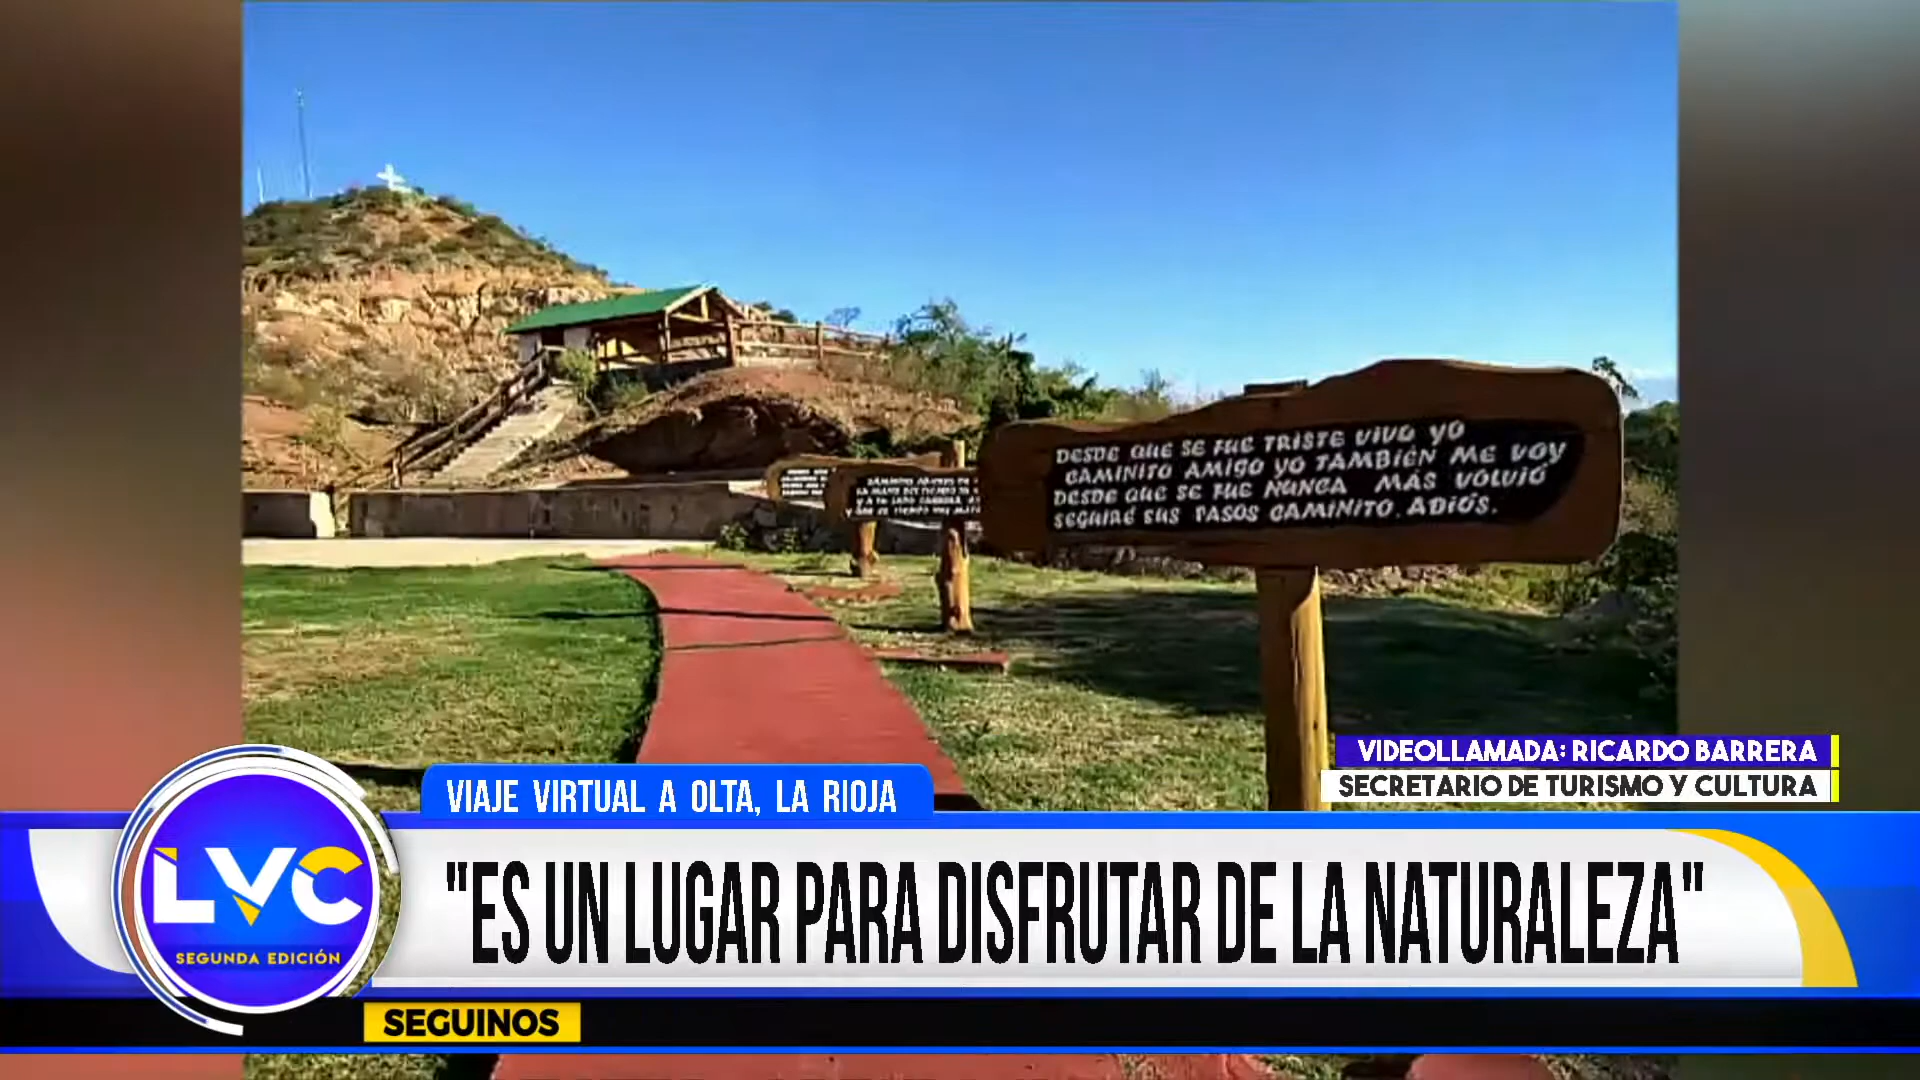 DESDE QUE SE FUE TRISTE VIVO YO
CAMINITO AMIGO YO TAMBIÉN ME VOY
DESDE QUE SE FUE NUNCA MÁS VOLVIÓ
SEGUIRÉ SUS PASOS CAMINITO, ADIÓS.
VIDEOLLAMADA: RICARDO BARRERA
SECRETARIO DE TURISMO Y CULTURA
VIAJE VIRTUAL A OLTA, LA RIOJA
"ES UN LUGAR PARA DISFRUTAR DE LA NATURALEZA"
LVC
SEGUNDA EDICIÓN
SEGUINOS